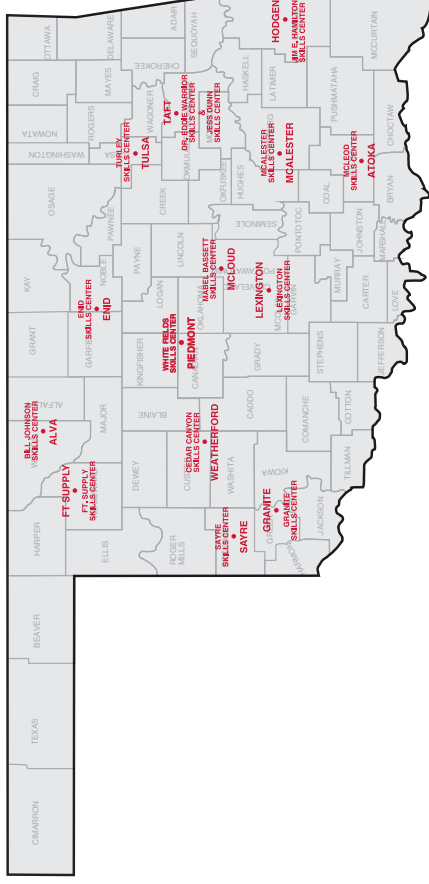 CIMARRON
TEXAS
BEAVER
HARPER
ELLIS
ROGER
MILLS
DEWEY
MAJOR
GRANT
KAY
OSAGE
NOWATA
CRAIG
OTTAWA
WASHINGTON
ROGERS
MAYES
DELAWARE
NOBLE
PAWNEE
PAYNE
LOGAN
KINGFISHER
BLAINE
CREEK
WAGONER
CHEROKEE
ADAIR
SEQUOYAH
LINCOLN
OKFUSKEE
HASKELL
WASHITA
CADDO
GRADY
SEMINOLE
HUGHES
LATIMER
KIOWA
COMANCHE
STEPHENS
PONTOTOC
COAL
PUSHMATAHA
MCCURTAIN
JACKSON
TILLMAN
COTTON
JEFFERSON
CARTER
MURRAY
JOHNSTON
LOVE
BRYAN
CHOCTAW
BILL JOHNSON
SKILLS CENTER
ALVA
FT. SUPPLY
FT. SUPPLY
SKILLS CENTER
ENID
SKILLS CENTER
ENID
WHITE FIELDS
SKILLS CENTER
PIEDMONT
CEDAR CANYON
SKILLS CENTER
WEATHERFORD
SAYRE
SKILLS CENTER
SAYRE
GRANITE
GRANITE
SKILLS CENTER
TURLEY
SKILLS CENTER
TULSA
TAFT
DR. EDDIE WARRIOR
SKILLS CENTER
&
JESS DUNN
SKILLS CENTER
MABEL BASSETT
SKILLS CENTER
MCLOUD
LEXINGTON
LEXINGTON
SKILLS CENTER
MCALESTER
SKILLS CENTER
MCALESTER
HODGEN
JIM E. HAMILTON
SKILLS CENTER
MCLEOD
SKILLS CENTER
ATOKA